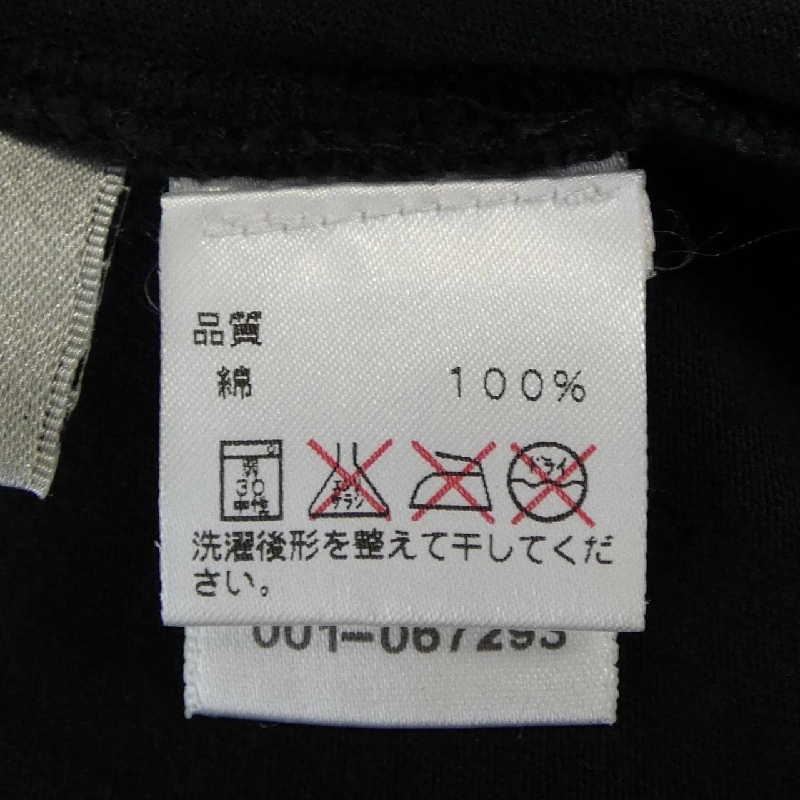 品質
綿 100%
弱
30
中性
エンソ
サラシ
ドライ
洗濯後形を整えて干してくだ
さい。
001-067293